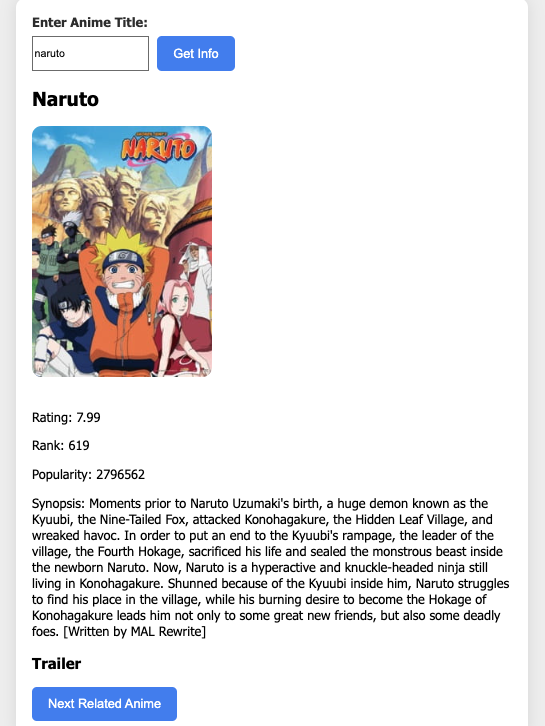 Enter Anime Title:
naruto
Get Info
Naruto
NARUTO
Rating: 7.99
Rank: 619
Popularity: 2796562
Synopsis: Moments prior to Naruto Uzumaki's birth, a huge demon known as the
Kyuubi, the Nine-Tailed Fox, attacked Konohagakure, the Hidden Leaf Village, and
wreaked havoc. In order to put an end to the Kyuubi's rampage, the leader of the
village, the Fourth Hokage, sacrificed his life and sealed the monstrous beast inside
the newborn Naruto. Now, Naruto is a hyperactive and knuckle-headed ninja still
living in Konohagakure. Shunned because of the Kyuubi inside him, Naruto struggles
to find his place in the village, while his burning desire to become the Hokage of
Konohagakure leads him not only to some great new friends, but also some deadly
foes. [Written by MAL Rewrite]
Trailer
Next Related Anime